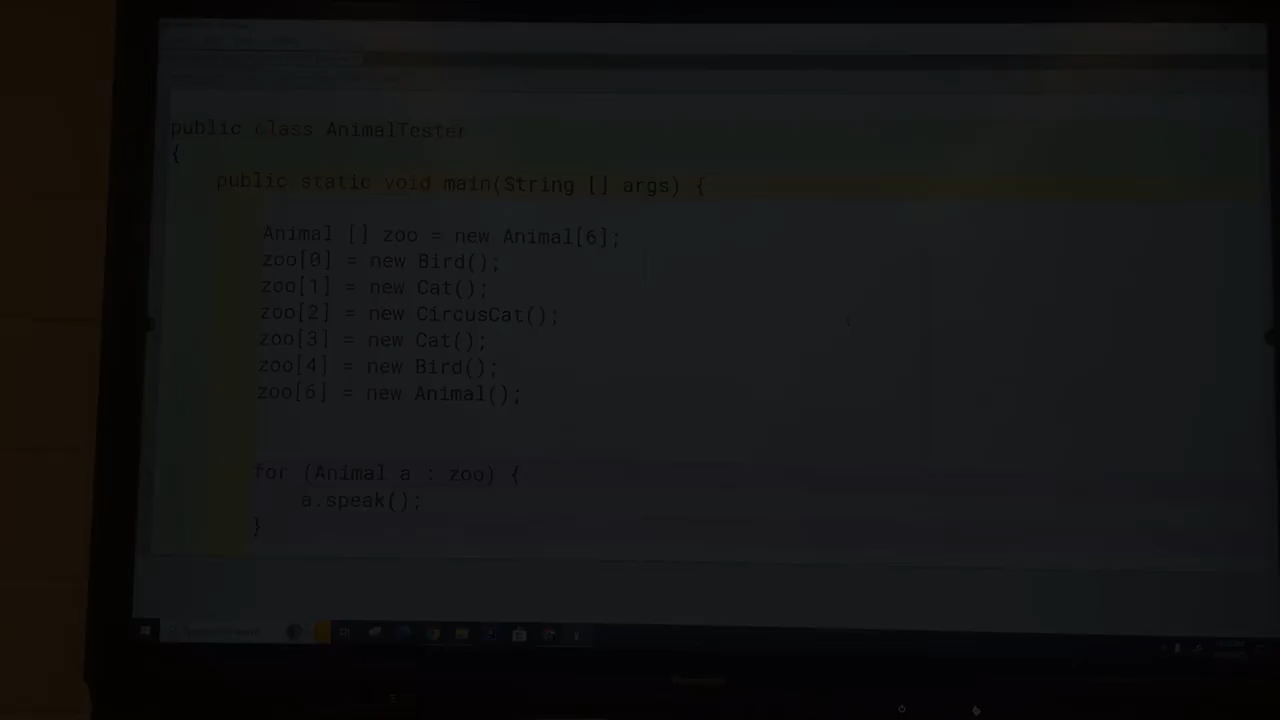 public class AnimalTester
{
public static void main(String [] args) {
Animal [] zoo = new Animal[6];
zoo[0] = new Bird();
zoo[1] = new Cat();
zoo[2] = new CircusCat();
zoo[3] = new Cat();
zoo[4] = new Bird();
zoo[6] = new Animal();
for (Animal a : zoo) {
a.speak();
}